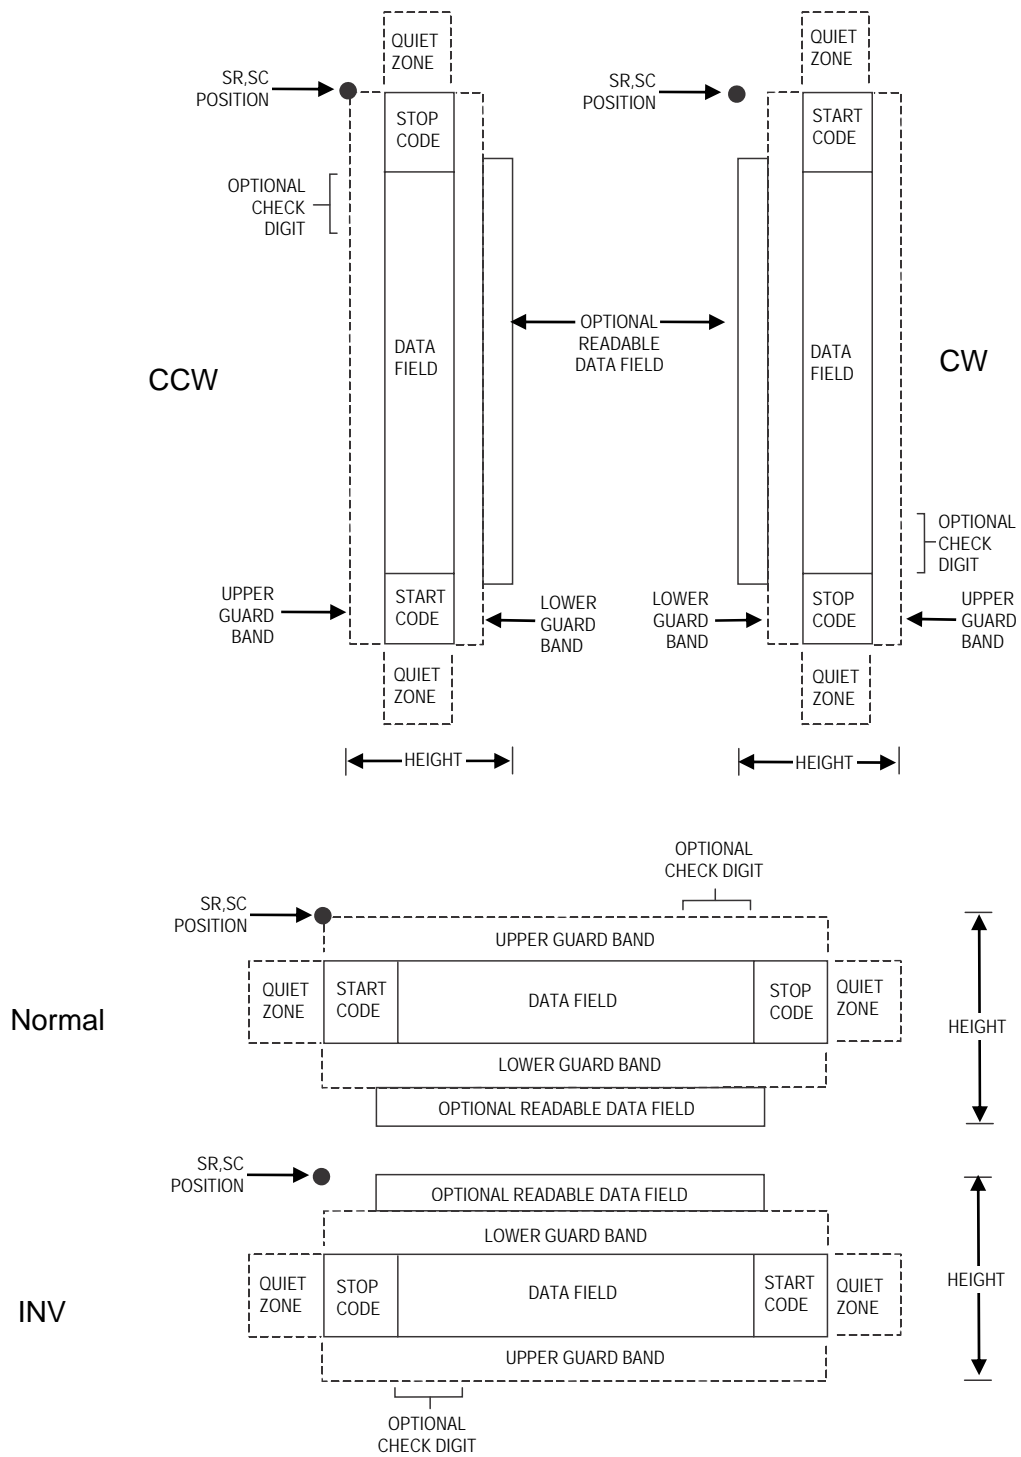 QUIET
ZONE
QUIET
ZONE
SR,SC
POSITION
SR,SC
POSITION
STOP
CODE
START
CODE
OPTIONAL
CHECK
DIGIT
OPTIONAL
READABLE
DATA FIELD
DATA
FIELD
DATA
FIELD
CCW
CW
OPTIONAL
CHECK
DIGIT
UPPER
GUARD
BAND
START
CODE
LOWER
GUARD
BAND
LOWER
GUARD
BAND
STOP
CODE
UPPER
GUARD
BAND
QUIET
ZONE
QUIET
ZONE
HEIGHT
HEIGHT
OPTIONAL
CHECK DIGIT
SR,SC
POSITION
UPPER GUARD BAND
Normal
QUIET
ZONE
START
CODE
DATA FIELD
STOP
CODE
QUIET
ZONE
HEIGHT
LOWER GUARD BAND
OPTIONAL READABLE DATA FIELD
SR,SC
POSITION
OPTIONAL READABLE DATA FIELD
LOWER GUARD BAND
INV
QUIET
ZONE
STOP
CODE
DATA FIELD
START
CODE
QUIET
ZONE
HEIGHT
UPPER GUARD BAND
OPTIONAL
CHECK DIGIT